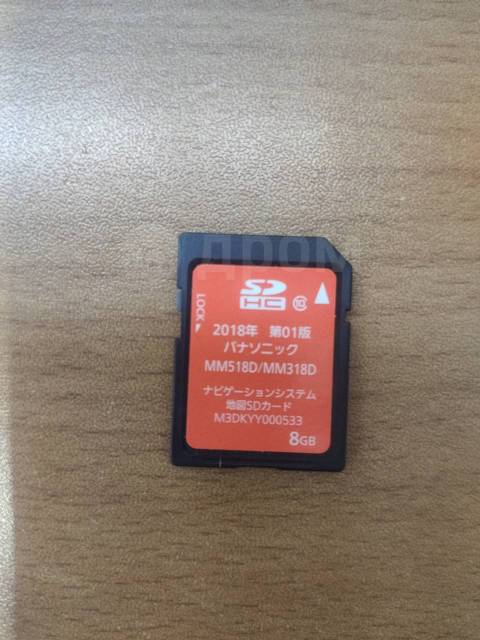 дром
SD
HC
⑩
LOCK
2018年 第01版
パナソニック
MM518D/MM318D
ナビゲーションシステム
地図SDカード
M3DKYY000533
8GB